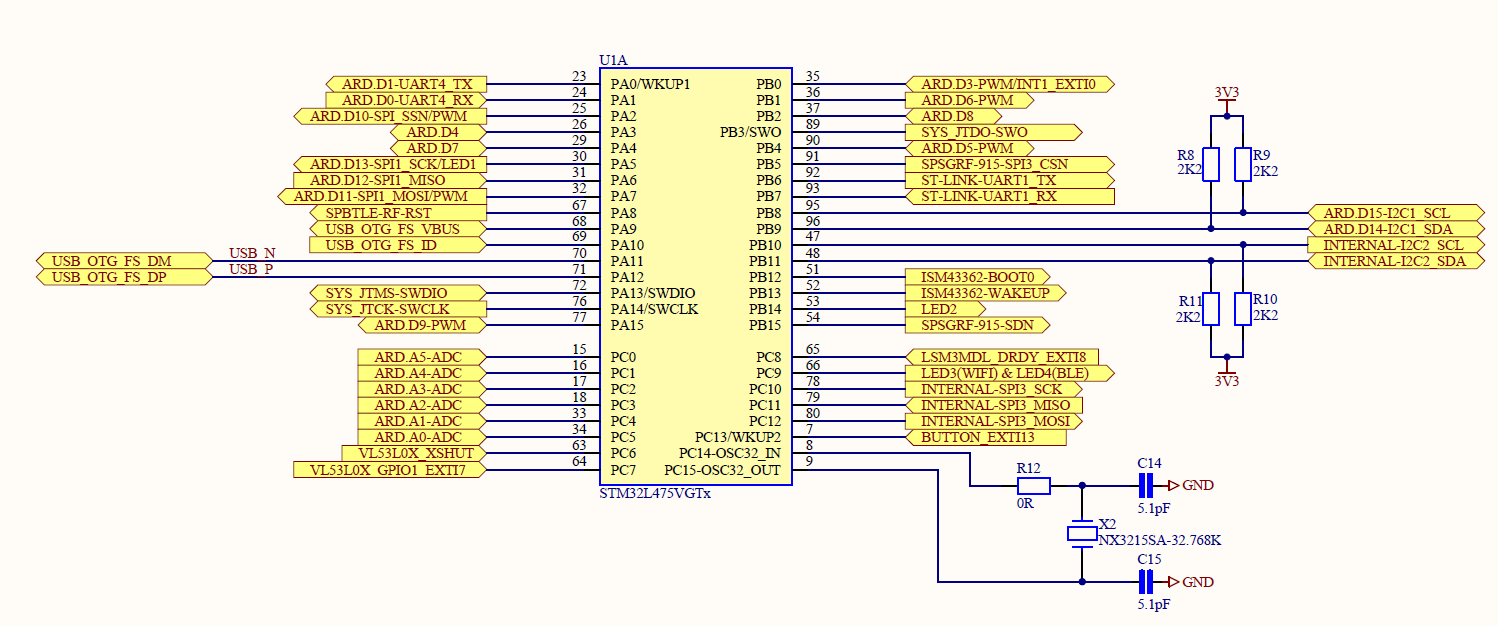 U1A
ARD.D1-UART4_TX 23 PA0/WKUP1 PB0 35 ARD.D3-PWM/INT1_EXTI0
ARD.D0-UART4_RX 24 PA1 PB1 36 ARD.D6-PWM
ARD.D10-SPI_SSN/PWM 25 PA2 PB2 37 ARD.D8
ARD.D4 26 PA3 PB3/SWO 89 SYS_JTDO-SWO
ARD.D7 29 PA4 PB4 90 ARD.D5-PWM
ARD.D13-SPI1_SCK/LED1 30 PA5 PB5 91 SPSGRF-915-SPI3_CSN
ARD.D12-SPI1_MISO 31 PA6 PB6 92 ST-LINK-UART1_TX
ARD.D11-SPI1_MOSI/PWM 32 PA7 PB7 93 ST-LINK-UART1_RX
SPBTLE-RF-RST 67 PA8 PB8 95 ARD.D15-I2C1_SCL
USB_OTG_FS_VBUS 68 PA9 PB9 96 ARD.D14-I2C1_SDA
USB_OTG_FS_ID 69 PA10 PB10 47 INTERNAL-I2C2_SCL
USB_OTG_FS_DM USB_N 70 PA11 PB11 48 INTERNAL-I2C2_SDA
USB_OTG_FS_DP USB_P 71 PA12 PB12 51 ISM43362-BOOT0
SYS_JTMS-SWDIO 72 PA13/SWDIO PB13 52 ISM43362-WAKEUP
SYS_JTCK-SWCLK 76 PA14/SWCLK PB14 53 LED2
ARD.D9-PWM 77 PA15 PB15 54 SPSGRF-915-SDN
ARD.A5-ADC 15 PC0 PC8 65 LSM3MDL_DRDY_EXTI8
ARD.A4-ADC 16 PC1 PC9 66 LED3(WIFI) & LED4(BLE)
ARD.A3-ADC 17 PC2 PC10 78 INTERNAL-SPI3_SCK
ARD.A2-ADC 18 PC3 PC11 79 INTERNAL-SPI3_MISO
ARD.A1-ADC 33 PC4 PC12 80 INTERNAL-SPI3_MOSI
ARD.A0-ADC 34 PC5 PC13/WKUP2 7 BUTTON_EXTI13
VL53L0X_XSHUT 63 PC6 PC14-OSC32_IN 8
VL53L0X_GPIO1_EXTI7 64 PC7 PC15-OSC32_OUT 9
STM32L475VGTx
3V3
R8 R9
2K2 2K2
R11 R10
2K2 2K2
3V3
R12
0R
C14
GND
5.1pF
X2
NX3215SA-32.768K
C15
GND
5.1pF